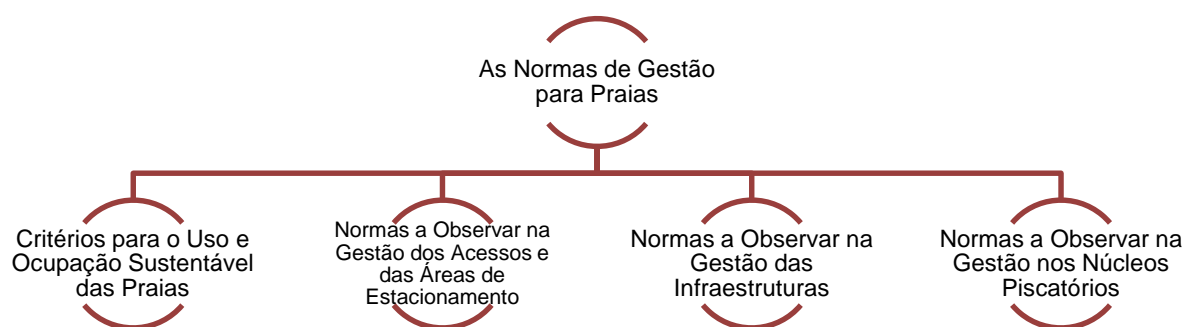 As Normas de Gestão
para Praias
Critérios para o Uso e
Ocupação Sustentável
das Praias
Normas a Observar na
Gestão dos Acessos e
das Áreas de
Estacionamento
Normas a Observar na
Gestão das
Infraestruturas
Normas a Observar na
Gestão nos Núcleos
Piscatórios